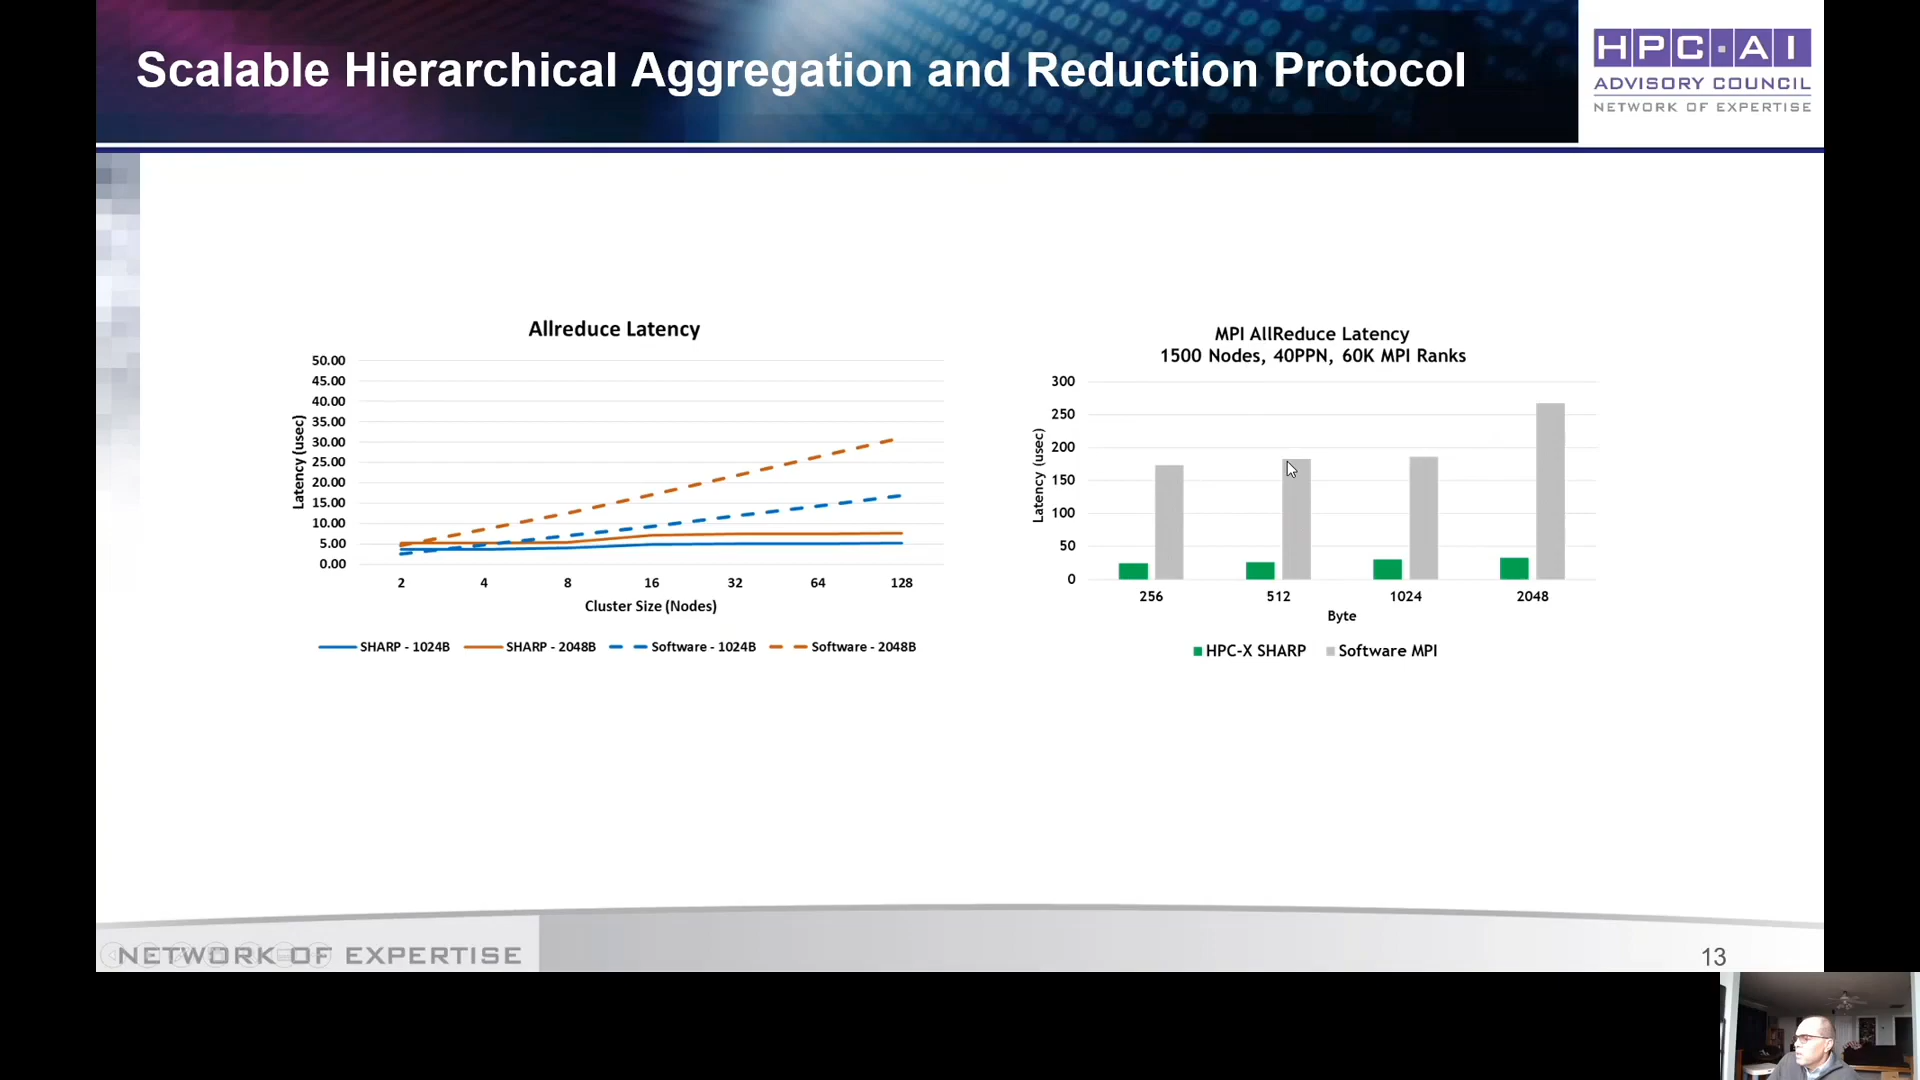 Scalable Hierarchical Aggregation and Reduction Protocol
HPC·AI
ADVISORY COUNCIL
NETWORK OF EXPERTISE
Allreduce Latency
50.00
45.00
40.00
35.00
30.00
25.00
20.00
15.00
10.00
5.00
0.00
Latency (usec)
2 4 8 16 32 64 128
Cluster Size (Nodes)
SHARP - 1024B SHARP - 2048B Software - 1024B Software - 2048B
MPI AllReduce Latency
1500 Nodes, 40PPN, 60K MPI Ranks
300
250
200
150
100
50
0
Latency (usec)
256 512 1024 2048
Byte
HPC-X SHARP Software MPI
NETWORK OF EXPERTISE
13